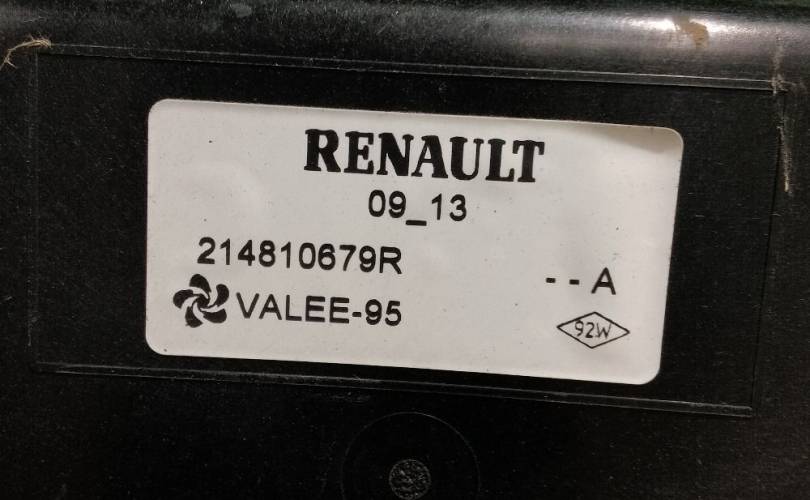 RENAULT
09_13
214810679R
--A
VALEE-95
92W